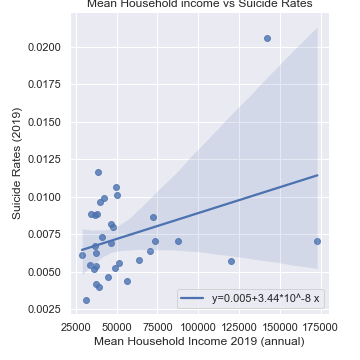 Mean Household income vs Suicide Rates
0.0200
0.0175
0.0150
0.0125
0.0100
0.0075
0.0050
0.0025
Suicide Rates (2019)
y=0.005+3.44*10^-8 x
25000 50000 75000 100000 125000 150000 175000
Mean Household Income 2019 (annual)